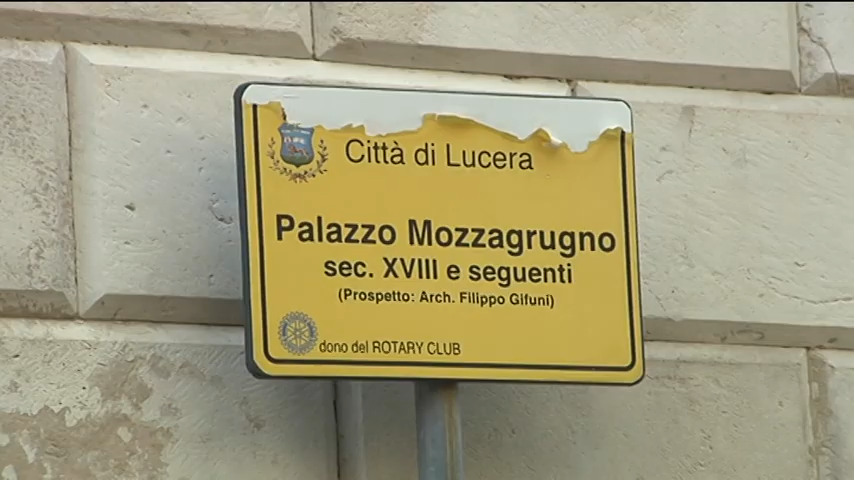 Città di Lucera
Palazzo Mozzagrugno
sec. XVIII e seguenti
(Prospetto: Arch. Filippo Gifuni)
dono del ROTARY CLUB